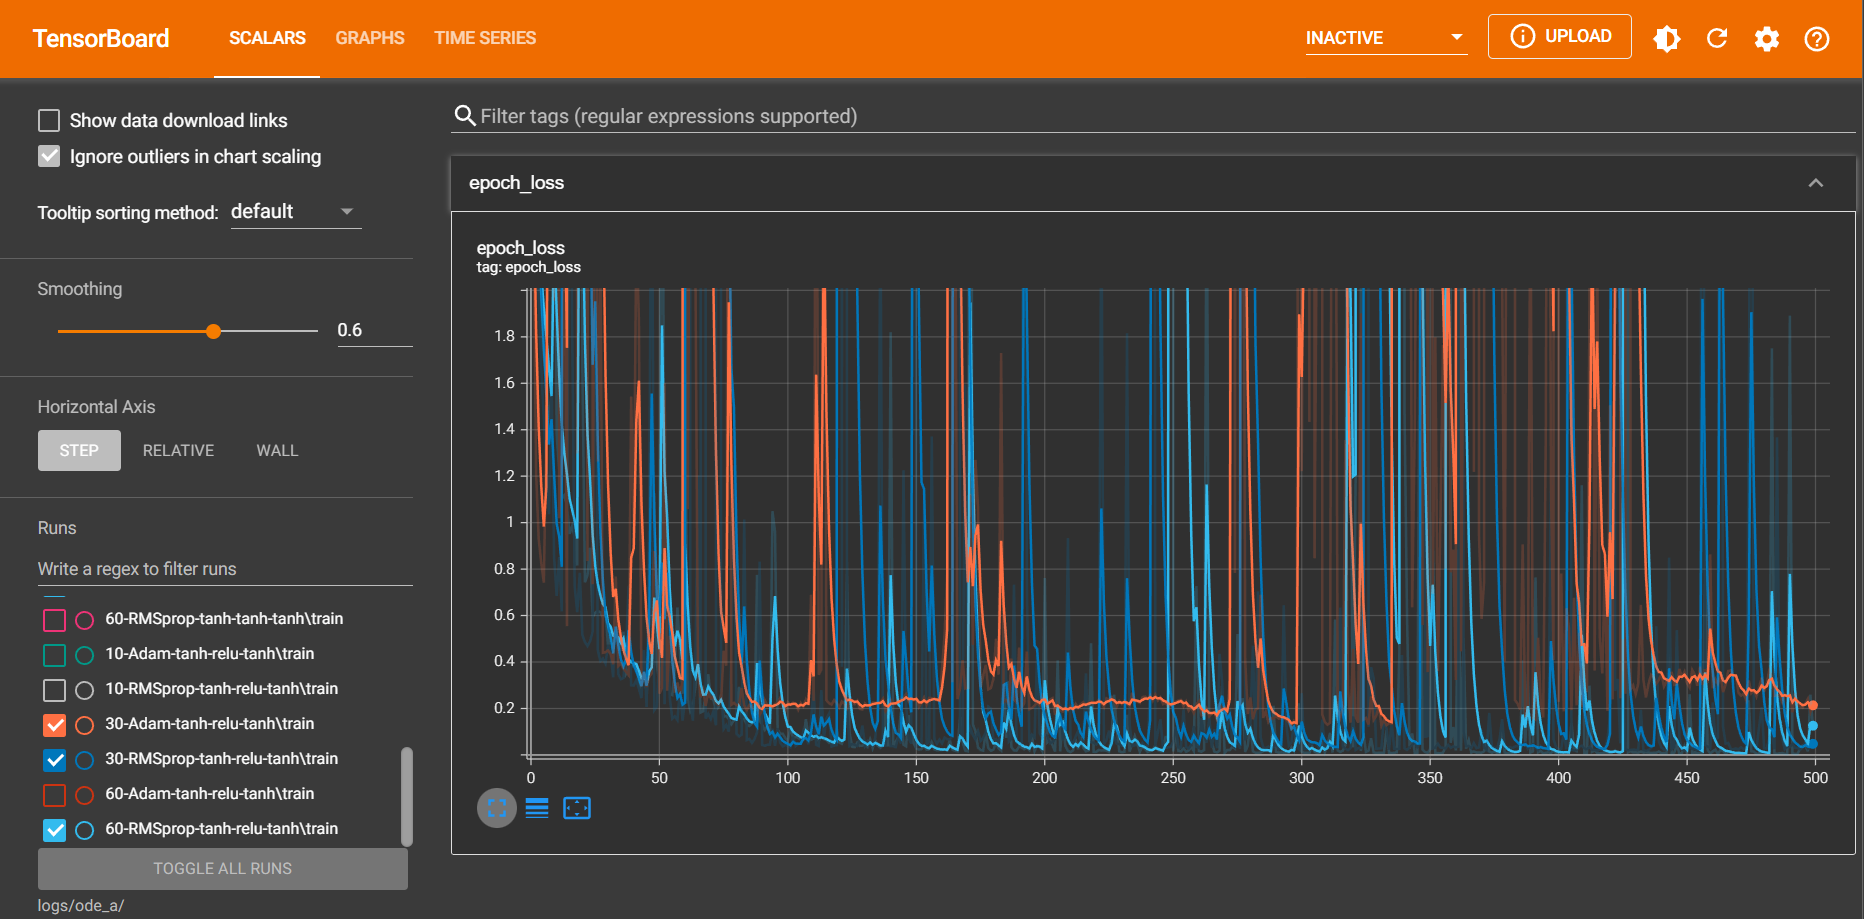 TensorBoard SCALARS GRAPHS TIME SERIES INACTIVE UPLOAD
Show data download links
Ignore outliers in chart scaling
Tooltip sorting method: default
Smoothing
0.6
Horizontal Axis
STEP RELATIVE WALL
Runs
Write a regex to filter runs
60-RMSprop-tanh-tanh-tanh\train
10-Adam-tanh-relu-tanh\train
10-RMSprop-tanh-relu-tanh\train
30-Adam-tanh-relu-tanh\train
30-RMSprop-tanh-relu-tanh\train
60-Adam-tanh-relu-tanh\train
60-RMSprop-tanh-relu-tanh\train
TOGGLE ALL RUNS
logs/ode_a/
Filter tags (regular expressions supported)
epoch_loss
epoch_loss
tag: epoch_loss
1.8
1.6
1.4
1.2
1
0.8
0.6
0.4
0.2
0 50 100 150 200 250 300 350 400 450 500